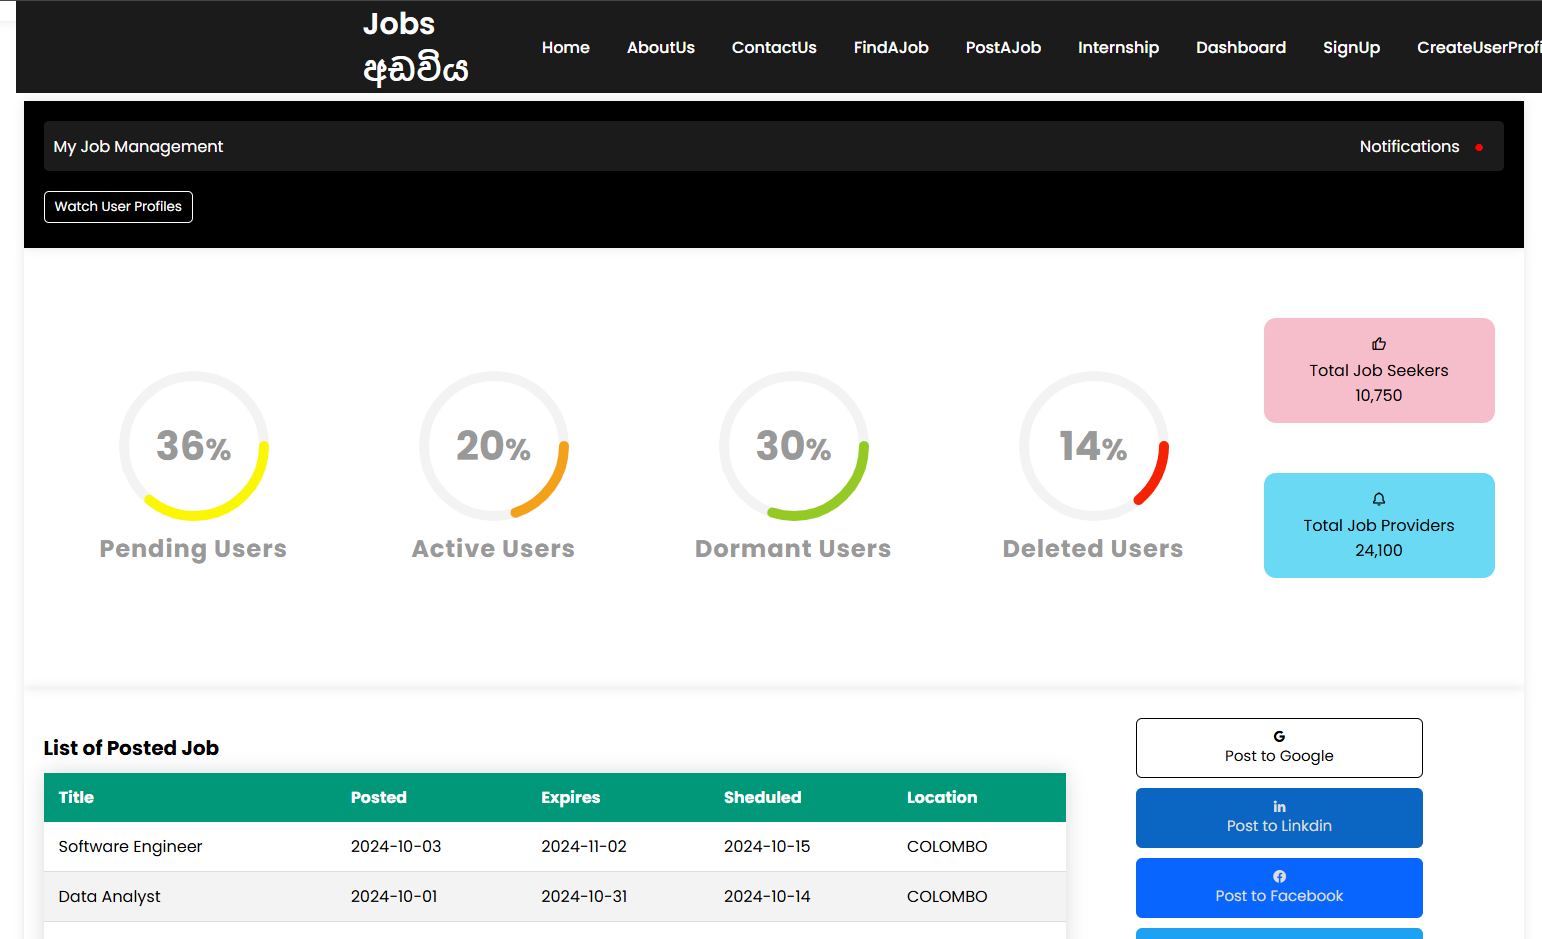 Jobs
අඩවිය
Home AboutUs ContactUs FindAJob PostAJob Internship Dashboard SignUp CreateUserProfi
My Job Management Notifications
Watch User Profiles
36% 20% 30% 14%
Pending Users Active Users Dormant Users Deleted Users
Total Job Seekers
10,750
Total Job Providers
24,100
List of Posted Job
Title Posted Expires Sheduled Location
Software Engineer 2024-10-03 2024-11-02 2024-10-15 COLOMBO
Data Analyst 2024-10-01 2024-10-31 2024-10-14 COLOMBO
Post to Google
in
Post to Linkdin
Post to Facebook